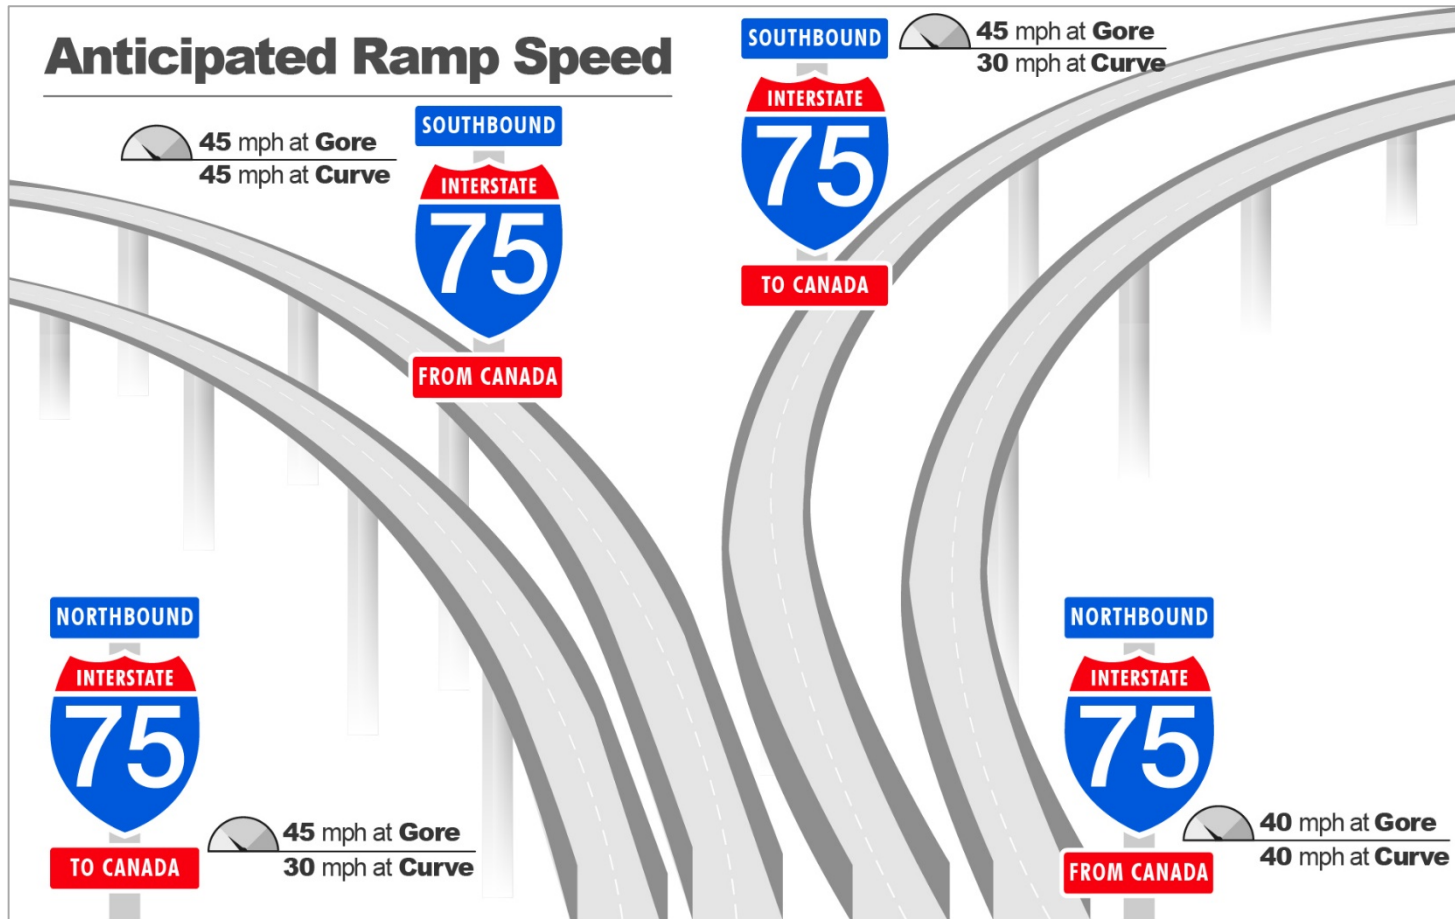 Anticipated Ramp Speed
45 mph at Gore
45 mph at Curve
SOUTHBOUND
INTERSTATE
75
FROM CANADA
SOUTHBOUND
INTERSTATE
75
TO CANADA
45 mph at Gore
30 mph at Curve
NORTHBOUND
INTERSTATE
75
TO CANADA
45 mph at Gore
30 mph at Curve
NORTHBOUND
INTERSTATE
75
FROM CANADA
40 mph at Gore
40 mph at Curve